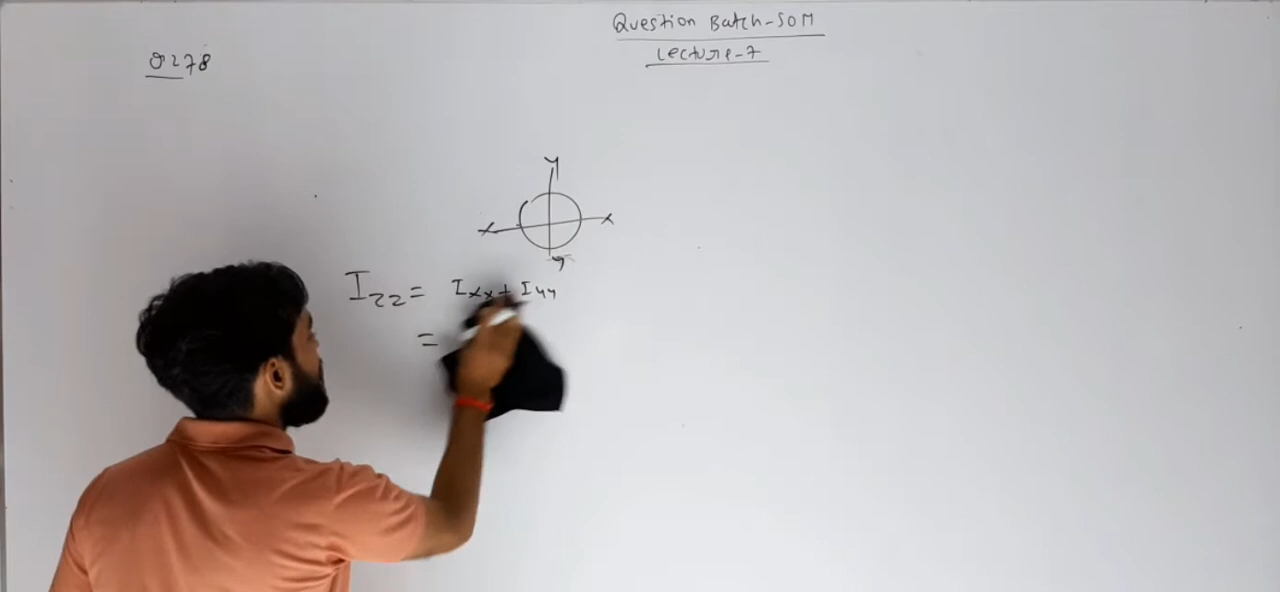 Question Batch-SOM
Lecture-7
Q278
y
x x
y
Izz = Ixx + Iyy
=